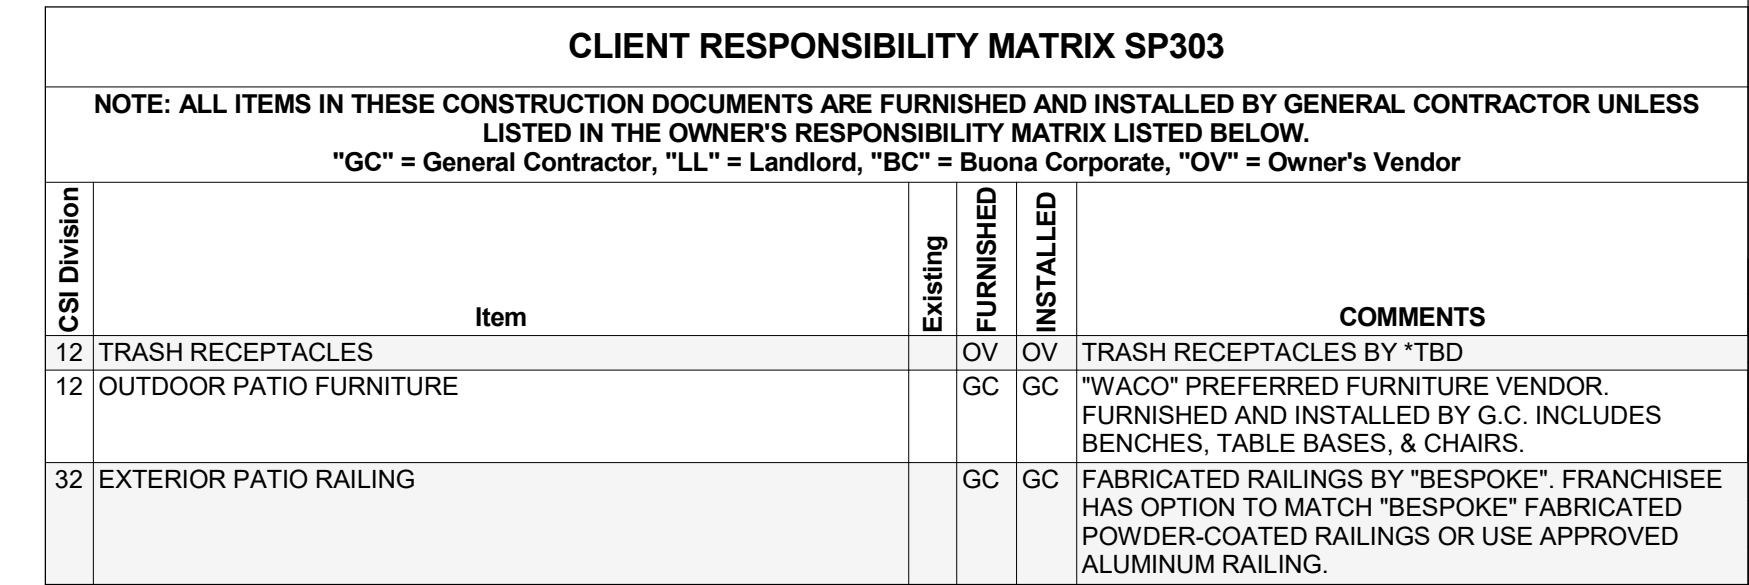 CLIENT RESPONSIBILITY MATRIX SP303
NOTE: ALL ITEMS IN THESE CONSTRUCTION DOCUMENTS ARE FURNISHED AND INSTALLED BY GENERAL CONTRACTOR UNLESS
LISTED IN THE OWNER'S RESPONSIBILITY MATRIX LISTED BELOW.
"GC" = General Contractor, "LL" = Landlord, "BC" = Buona Corporate, "OV" = Owner's Vendor
CSI Division Item Existing FURNISHED INSTALLED COMMENTS
12 TRASH RECEPTACLES OV OV TRASH RECEPTACLES BY *TBD
12 OUTDOOR PATIO FURNITURE GC GC "WACO" PREFERRED FURNITURE VENDOR.
FURNISHED AND INSTALLED BY G.C. INCLUDES
BENCHES, TABLE BASES, & CHAIRS.
32 EXTERIOR PATIO RAILING GC GC FABRICATED RAILINGS BY "BESPOKE". FRANCHISEE
HAS OPTION TO MATCH "BESPOKE" FABRICATED
POWDER-COATED RAILINGS OR USE APPROVED
ALUMINUM RAILING.